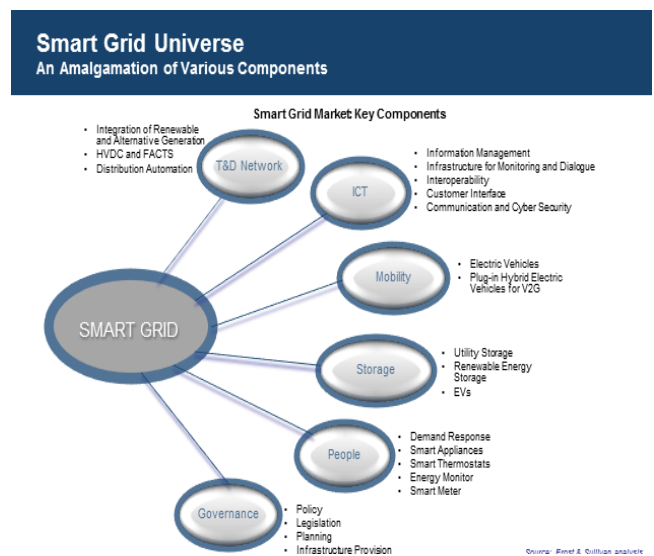 Smart Grid Universe
An Amalgamation of Various Components
Smart Grid Market Key Components
• Integration of Renewable
and Alternative Generation
• HVDC and FACTS
• Distribution Automation
T&D Network
ICT
• Information Management
• Infrastructure for Monitoring and Dialogue
• Interoperability
• Customer Interface
• Communication and Cyber Security
Mobility
• Electric Vehicles
• Plug-in Hybrid Electric
Vehicles for V2G
SMART GRID
Storage
• Utility Storage
• Renewable Energy
Storage
• EVs
People
• Demand Response
• Smart Appliances
• Smart Thermostats
• Energy Monitor
• Smart Meter
Governance
• Policy
• Legislation
• Planning
• Infrastructure Provision
Source: Frost & Sullivan analysis